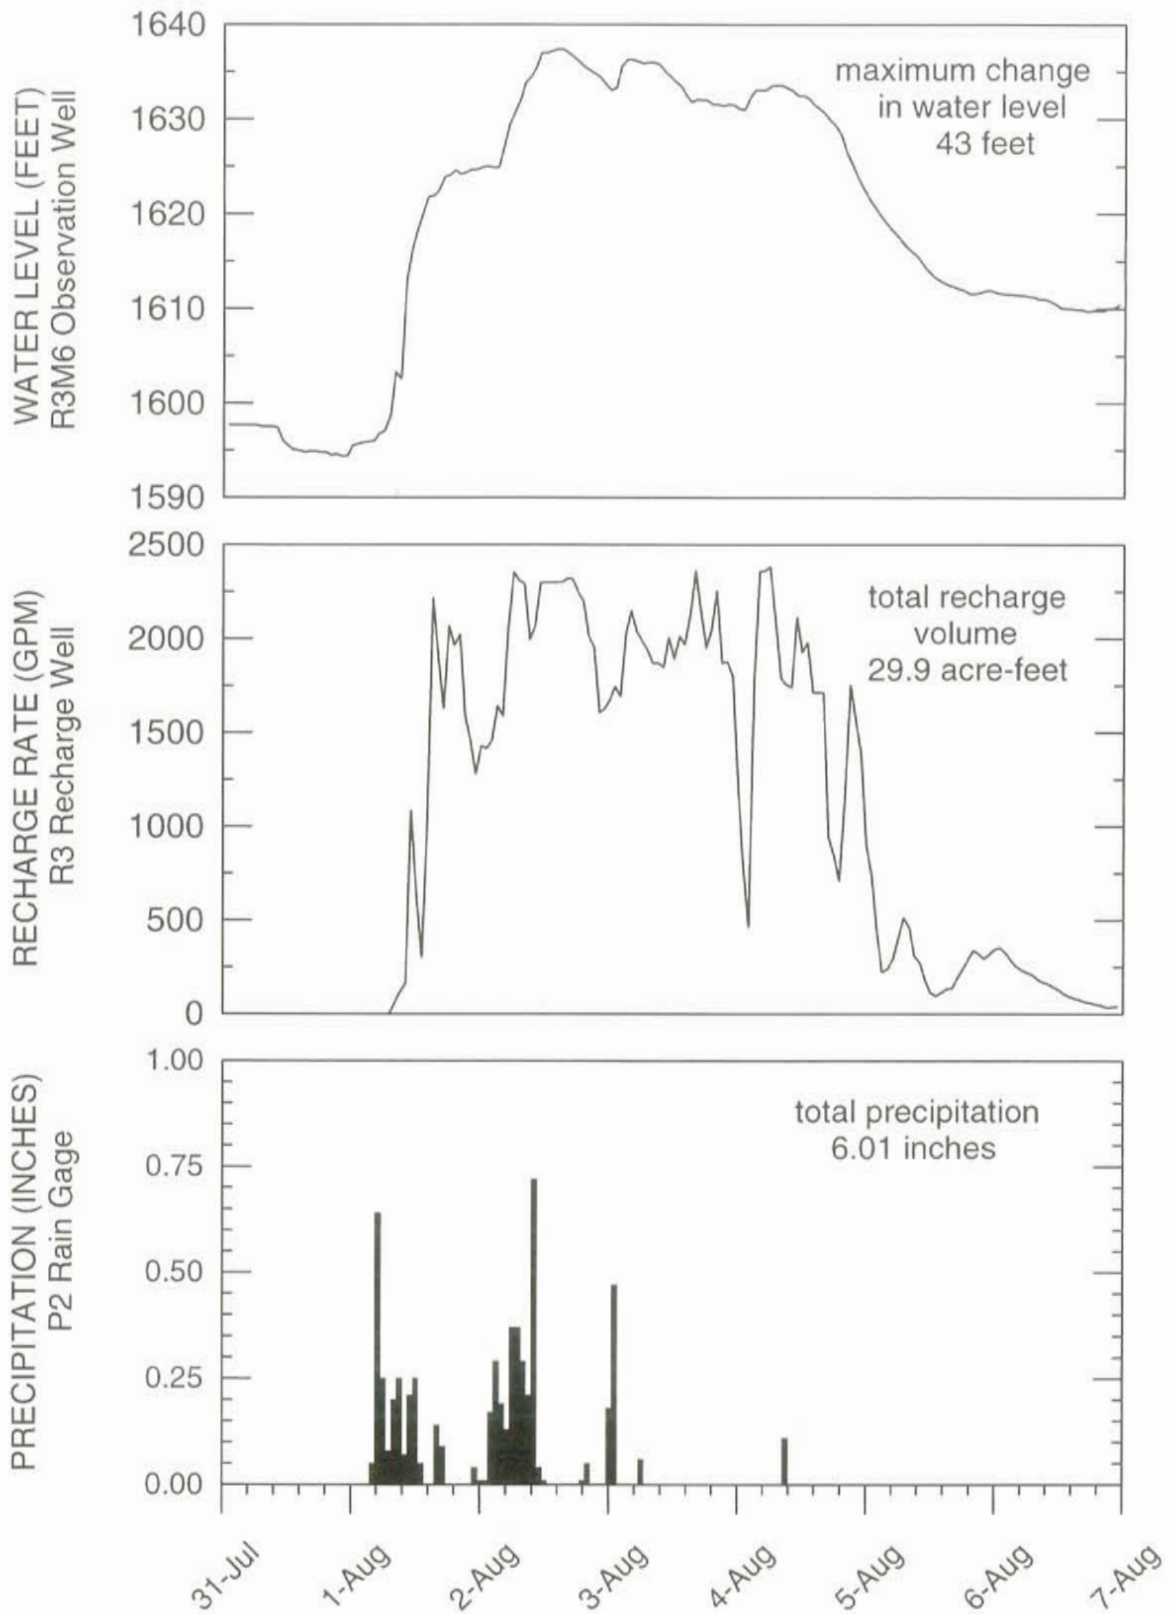 WATER LEVEL (FEET)
R3M6 Observation Well
1640
1630
1620
1610
1600
1590
maximum change
in water level
43 feet
RECHARGE RATE (GPM)
R3 Recharge Well
2500
2000
1500
1000
500
0
total recharge
volume
29.9 acre-feet
PRECIPITATION (INCHES)
P2 Rain Gage
1.00
0.75
0.50
0.25
0.00
total precipitation
6.01 inches
31-Jul
1-Aug
2-Aug
3-Aug
4-Aug
5-Aug
6-Aug
7-Aug